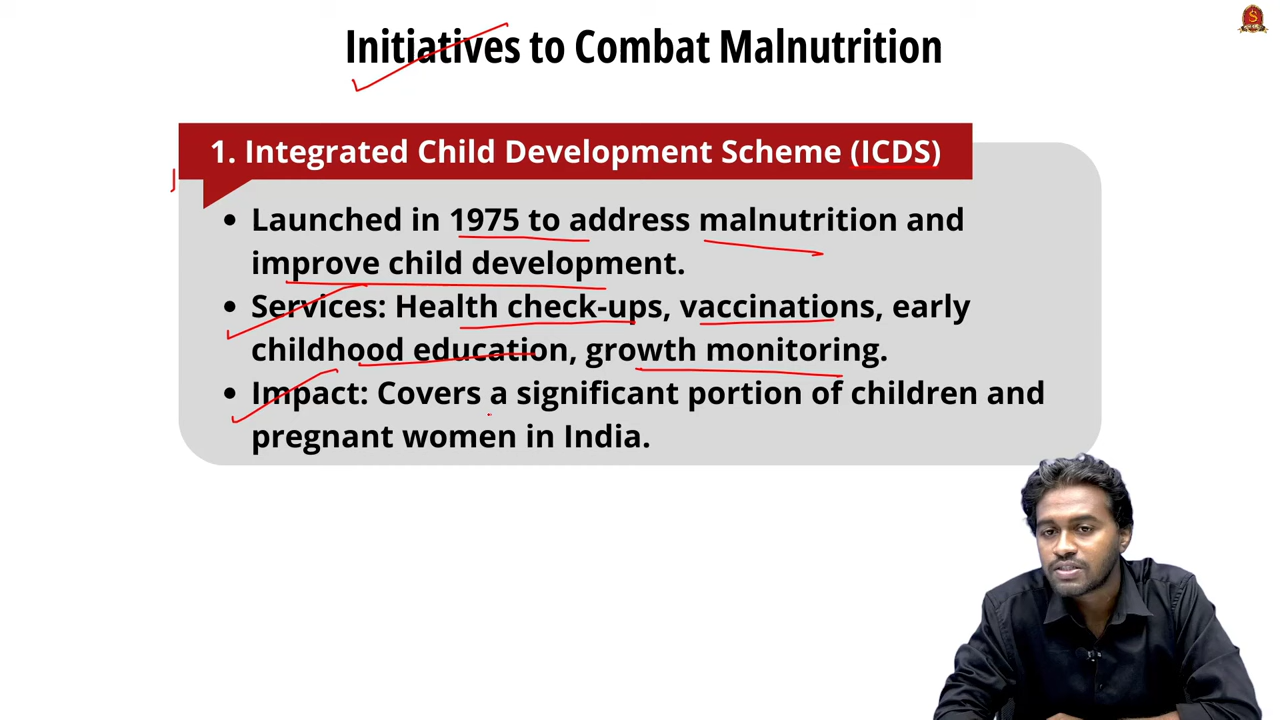 Initiatives to Combat Malnutrition
1. Integrated Child Development Scheme (ICDS)
• Launched in 1975 to address malnutrition and
improve child development.
• Services: Health check-ups, vaccinations, early
childhood education, growth monitoring.
• Impact: Covers a significant portion of children and
pregnant women in India.